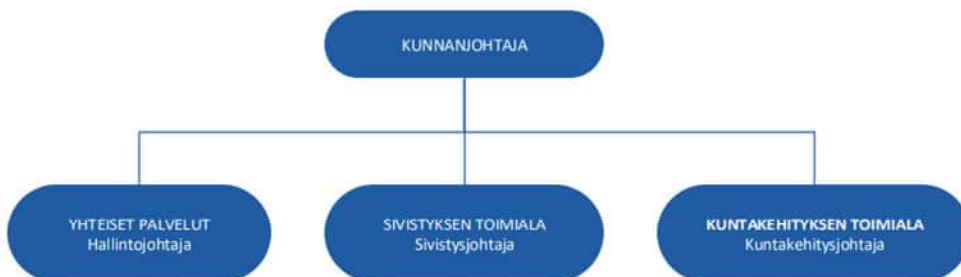 KUNNANJOHTAJA
YHTEISET PALVELUT
Hallintojohtaja
SIVISTYKSEN TOIMIALA
Sivistysjohtaja
KUNTAKEHITYKSEN TOIMIALA
Kuntakehitysjohtaja